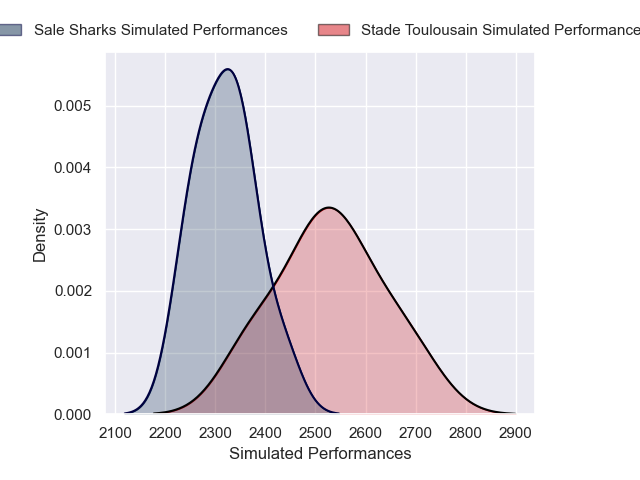 Sale Sharks Simulated Performances Stade Toulousain Simulated Performance
0.005
0.004
0.003
0.002
0.001
0.000
Density
2100 2200 2300 2400 2500 2600 2700 2800 2900
Simulated Performances